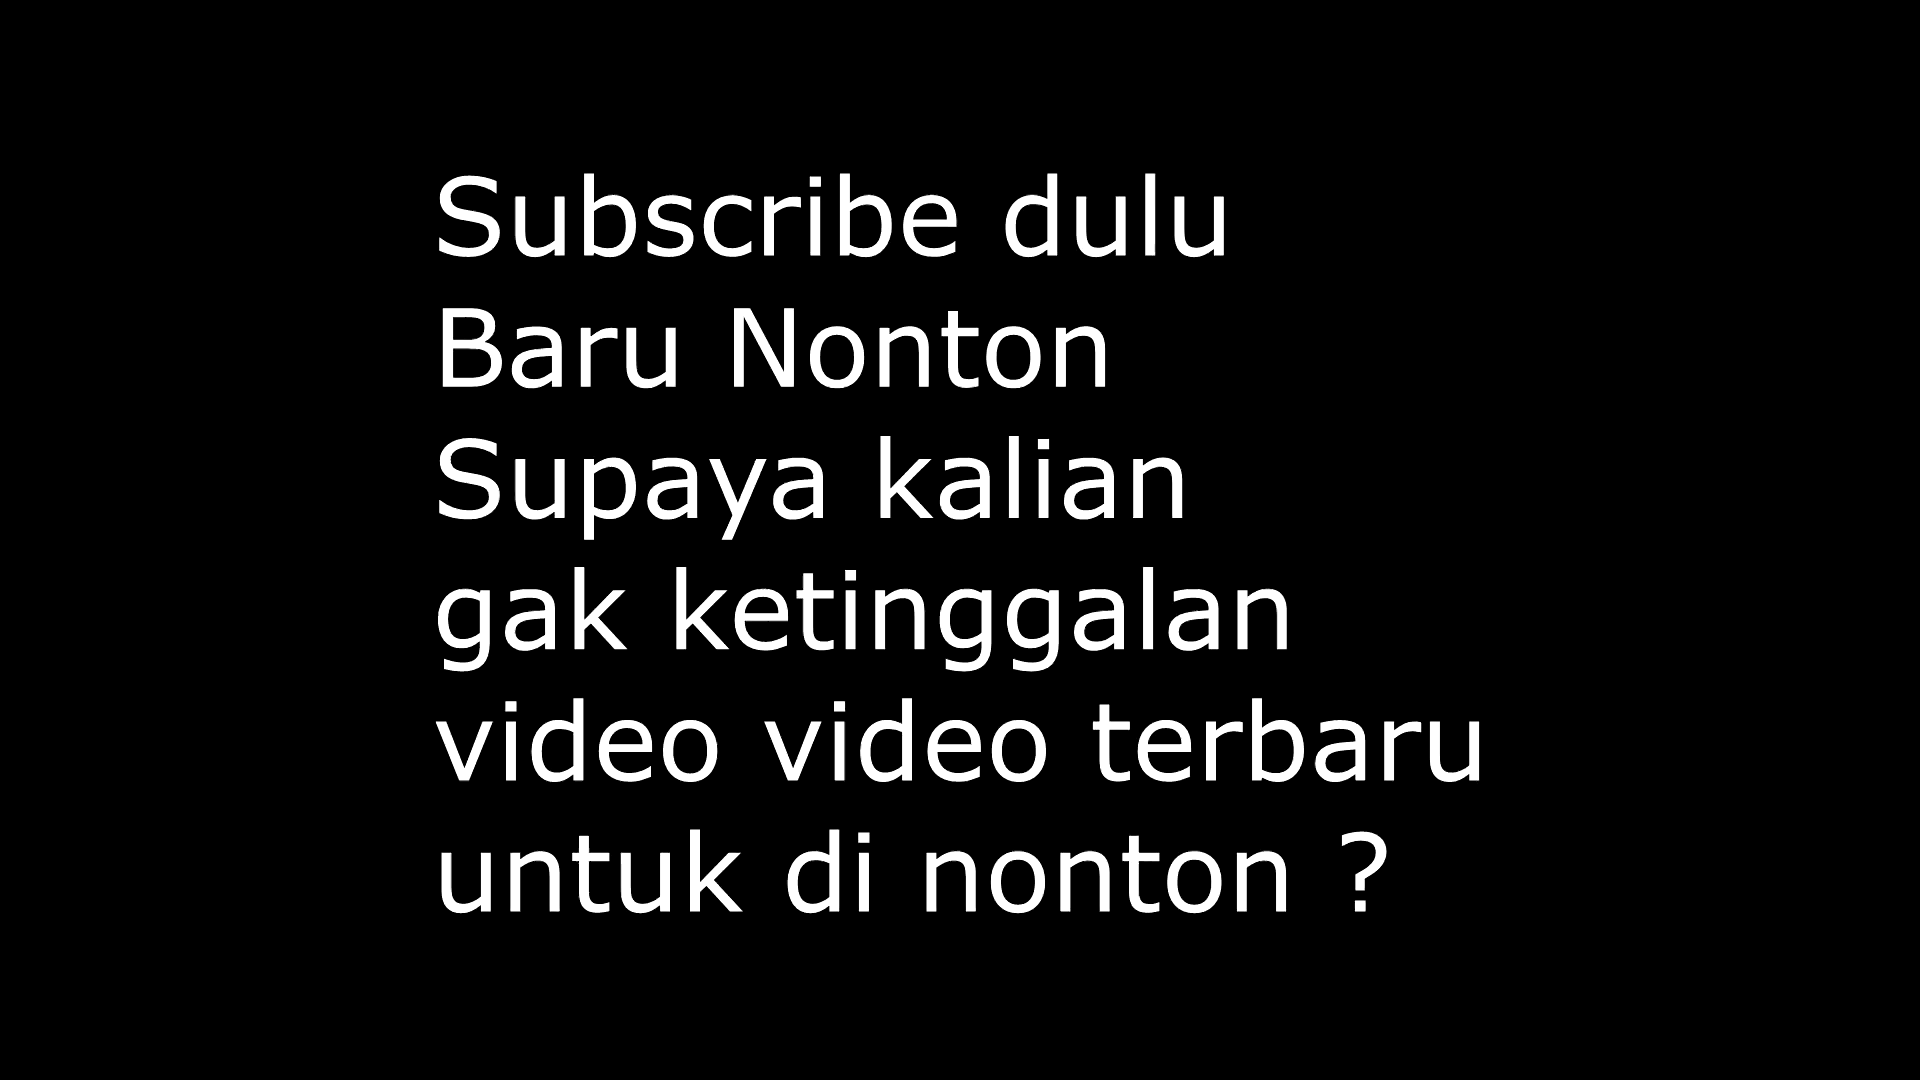 Subscribe dulu
Baru Nonton
Supaya kalian
gak ketinggalan
video video terbaru
untuk di nonton ?